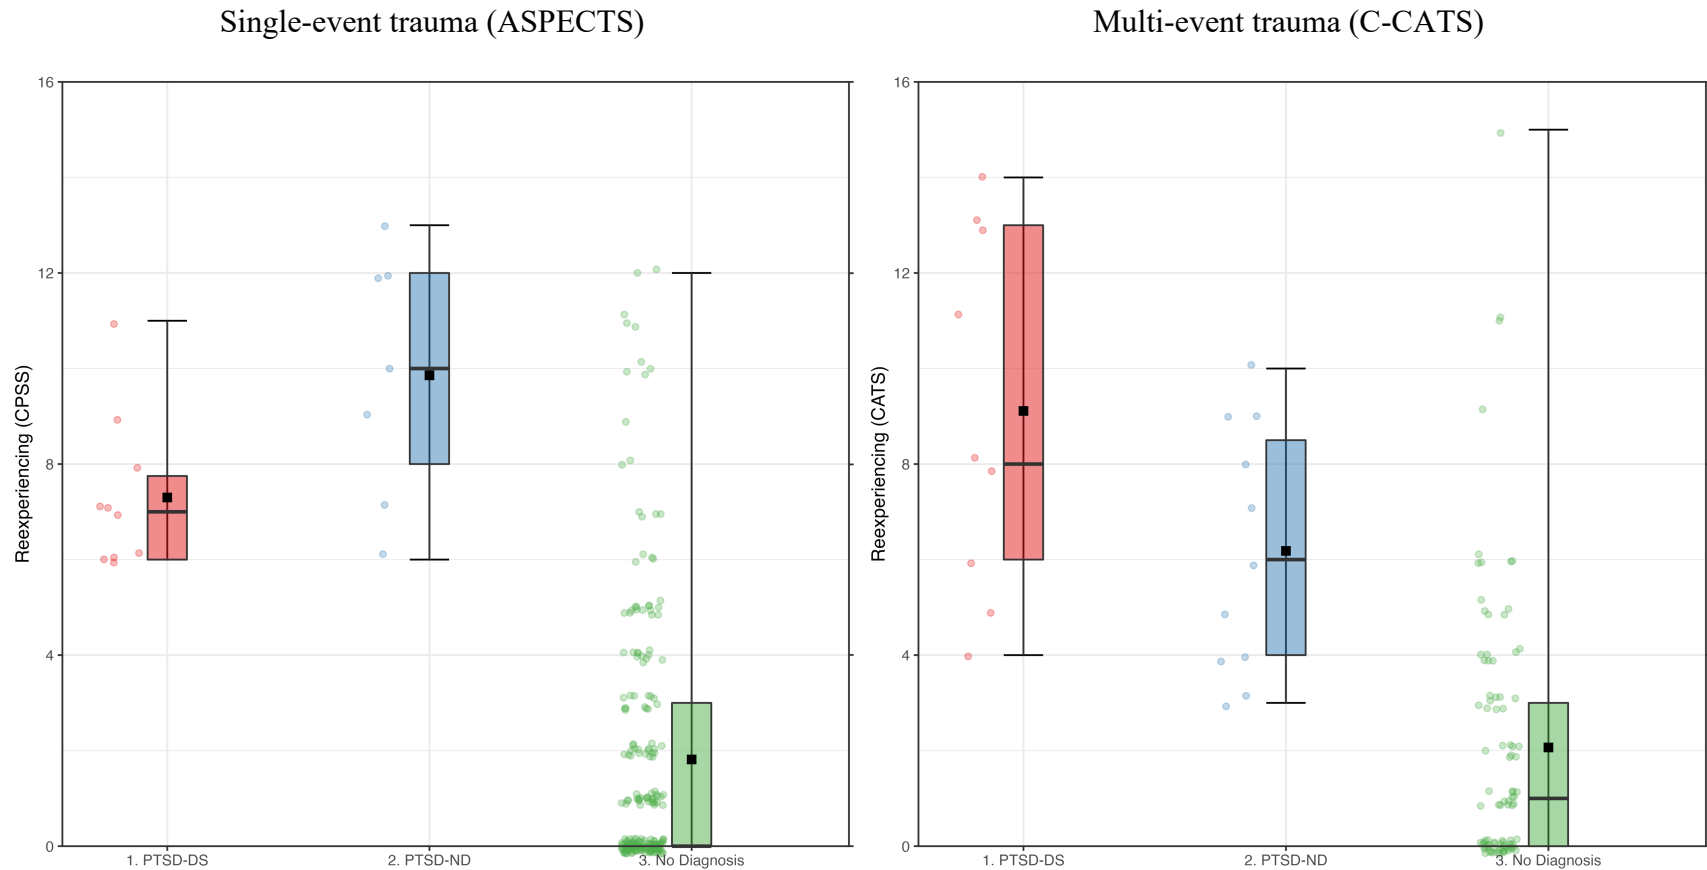 Single-event trauma (ASPECTS)
Multi-event trauma (C-CATS)
Reexperiencing (CPSS)
16
12
8
4
0
1. PTSD-DS
2. PTSD-ND
3. No Diagnosis
Reexperiencing (CATS)
16
12
8
4
0
1. PTSD-DS
2. PTSD-ND
3. No Diagnosis